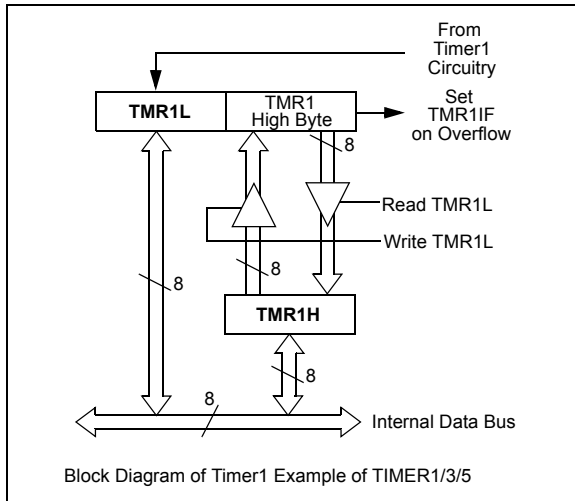 From
Timer1
Circuitry
TMR1L
TMR1
High Byte
Set
TMR1IF
on Overflow
8
Read TMR1L
Write TMR1L
8
8
TMR1H
8
8
Internal Data Bus
Block Diagram of Timer1 Example of TIMER1/3/5